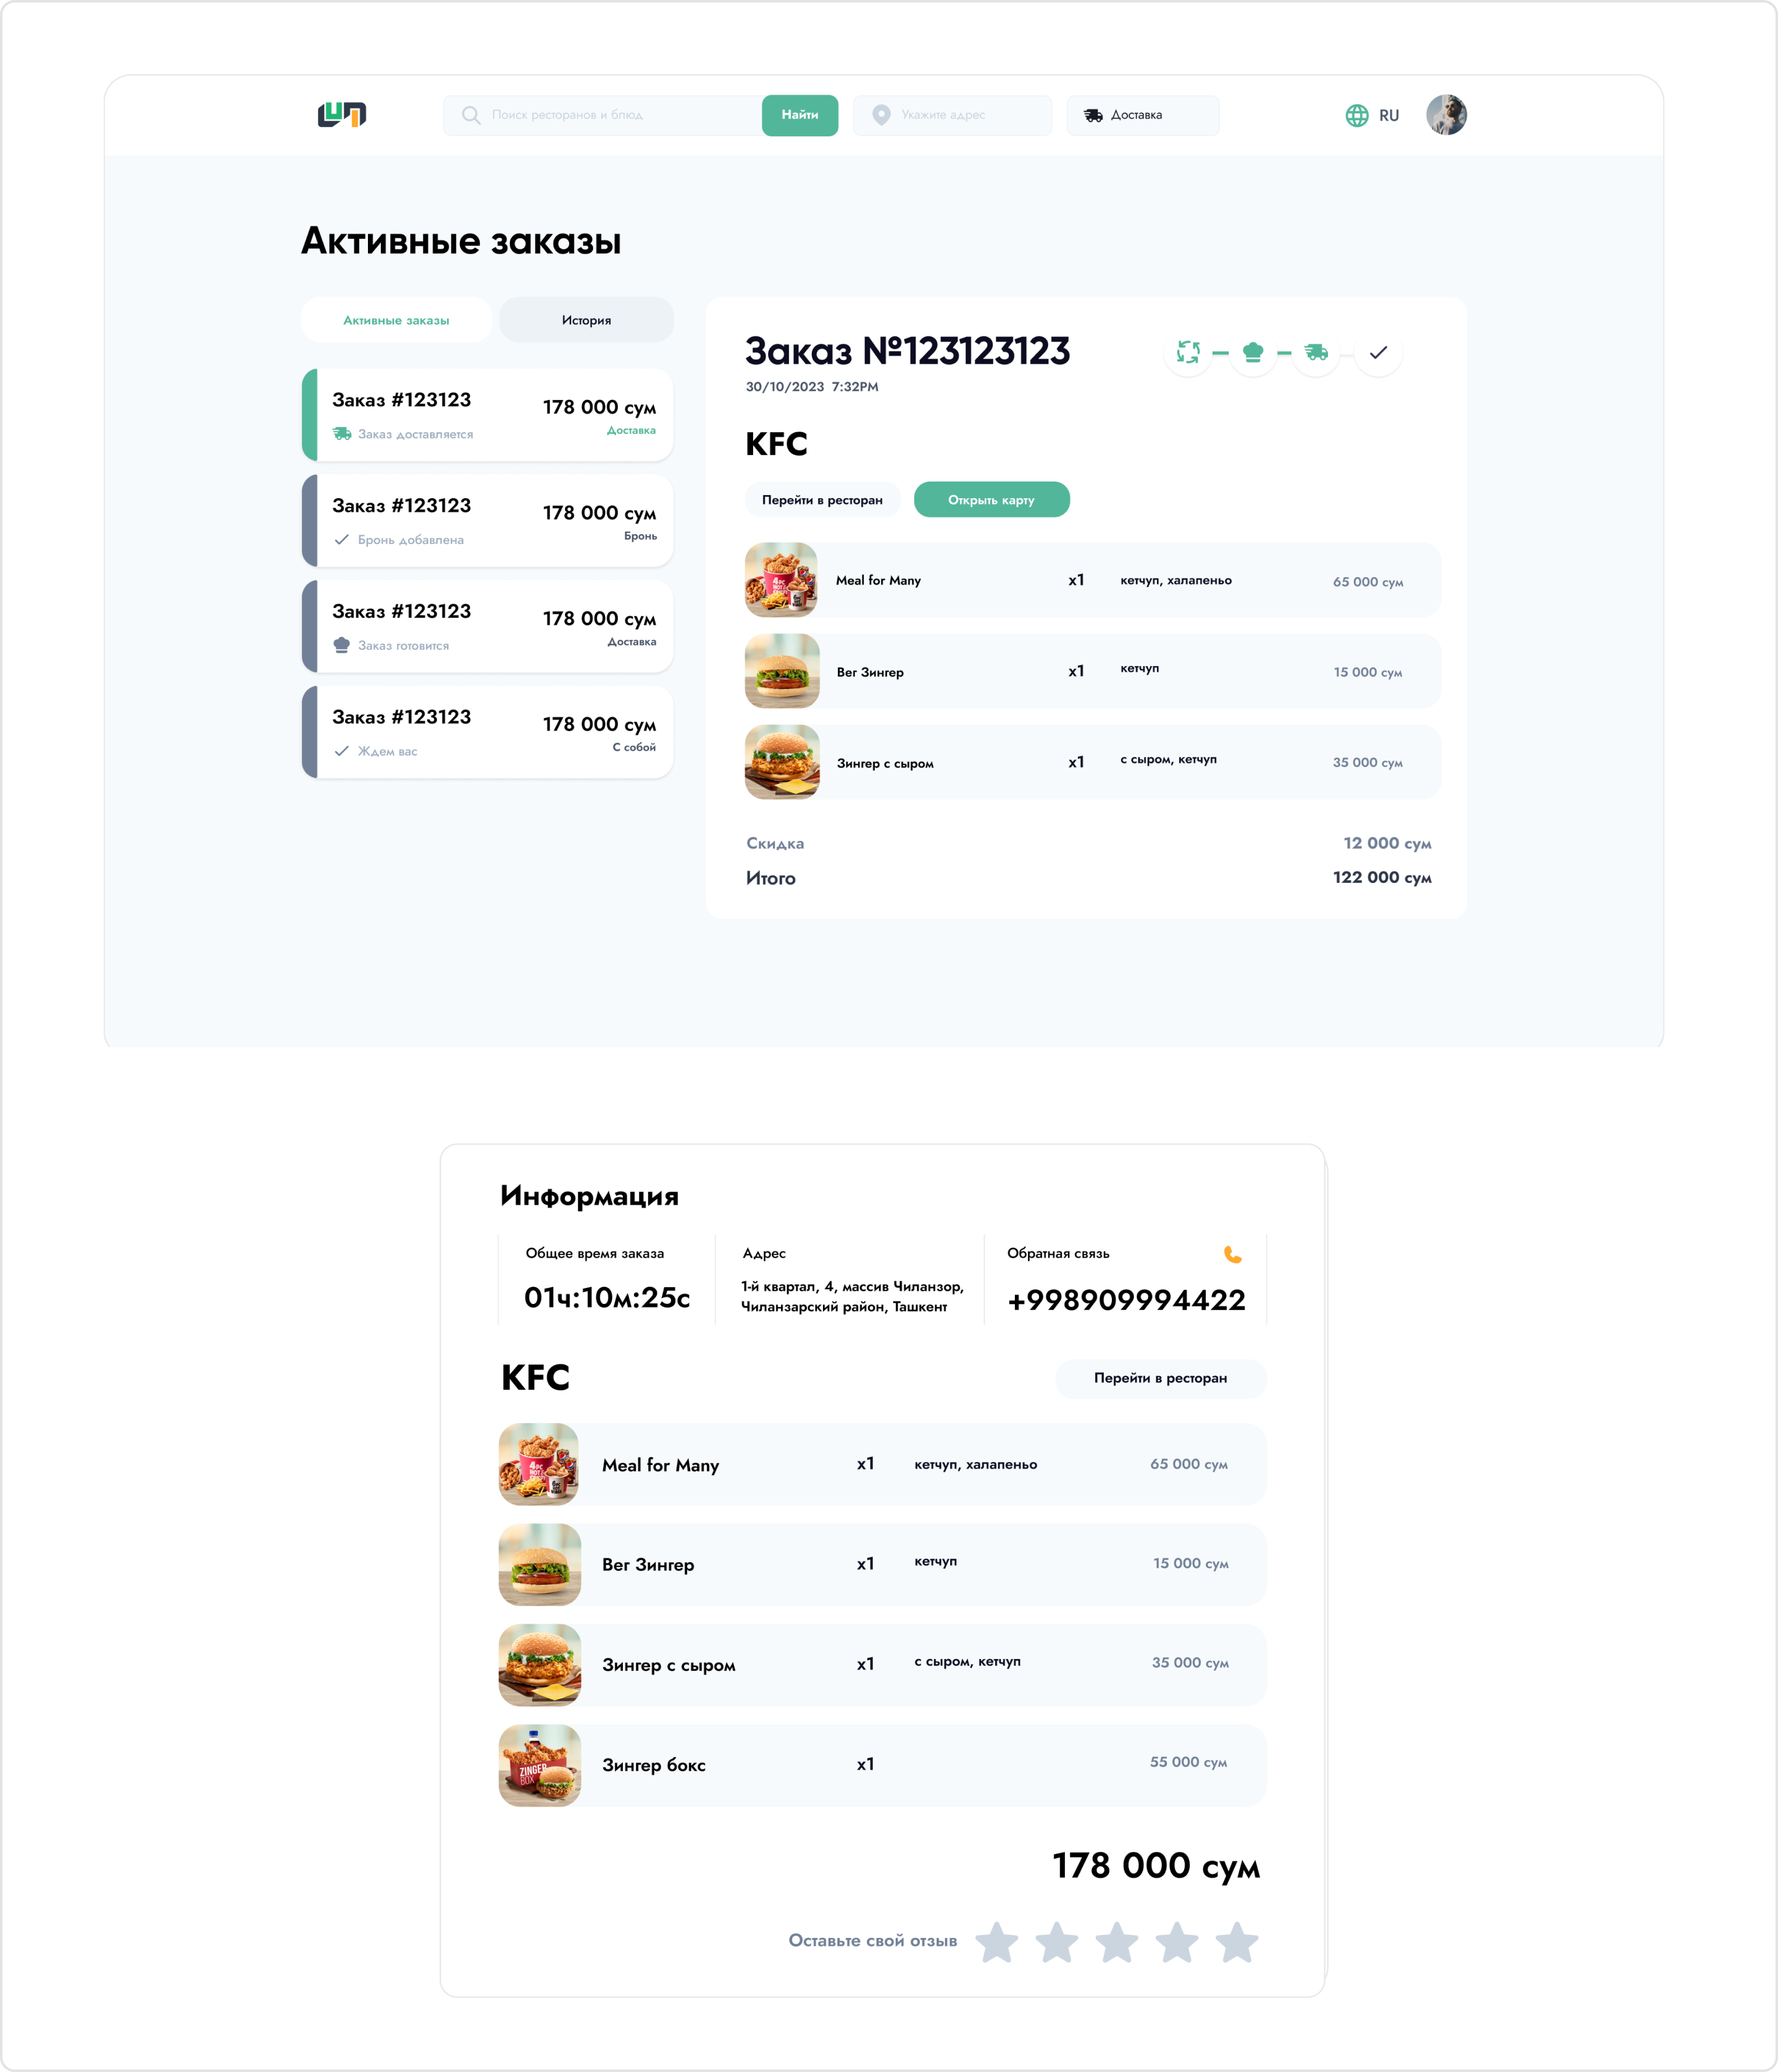 Поиск ресторанов и блюд
Найти
Укажите адрес
Доставка
RU
Активные заказы
Активные заказы
История
Заказ #123123
178 000 сум
Заказ доставляется
Доставка
Заказ #123123
178 000 сум
Бронь добавлена
Бронь
Заказ #123123
178 000 сум
Заказ готовится
Доставка
Заказ #123123
178 000 сум
Ждем вас
С собой
Заказ №123123123
30/10/2023 7:32PM
KFC
Перейти в ресторан
Открыть карту
Meal for Many
x1
кетчуп, халапеньо
65 000 сум
Вег Зингер
x1
кетчуп
15 000 сум
Зингер с сыром
x1
с сыром, кетчуп
35 000 сум
Скидка
12 000 сум
Итого
122 000 сум
Информация
Общее время заказа
01ч:10м:25с
Адрес
1-й квартал, 4, массив Чиланзор,
Чиланзарский район, Ташкент
Обратная связь
+998909994422
KFC
Перейти в ресторан
Meal for Many
x1
кетчуп, халапеньо
65 000 сум
Вег Зингер
x1
кетчуп
15 000 сум
Зингер с сыром
x1
с сыром, кетчуп
35 000 сум
ZINGER
BOX
Зингер бокс
x1
55 000 сум
178 000 сум
Оставьте свой отзыв